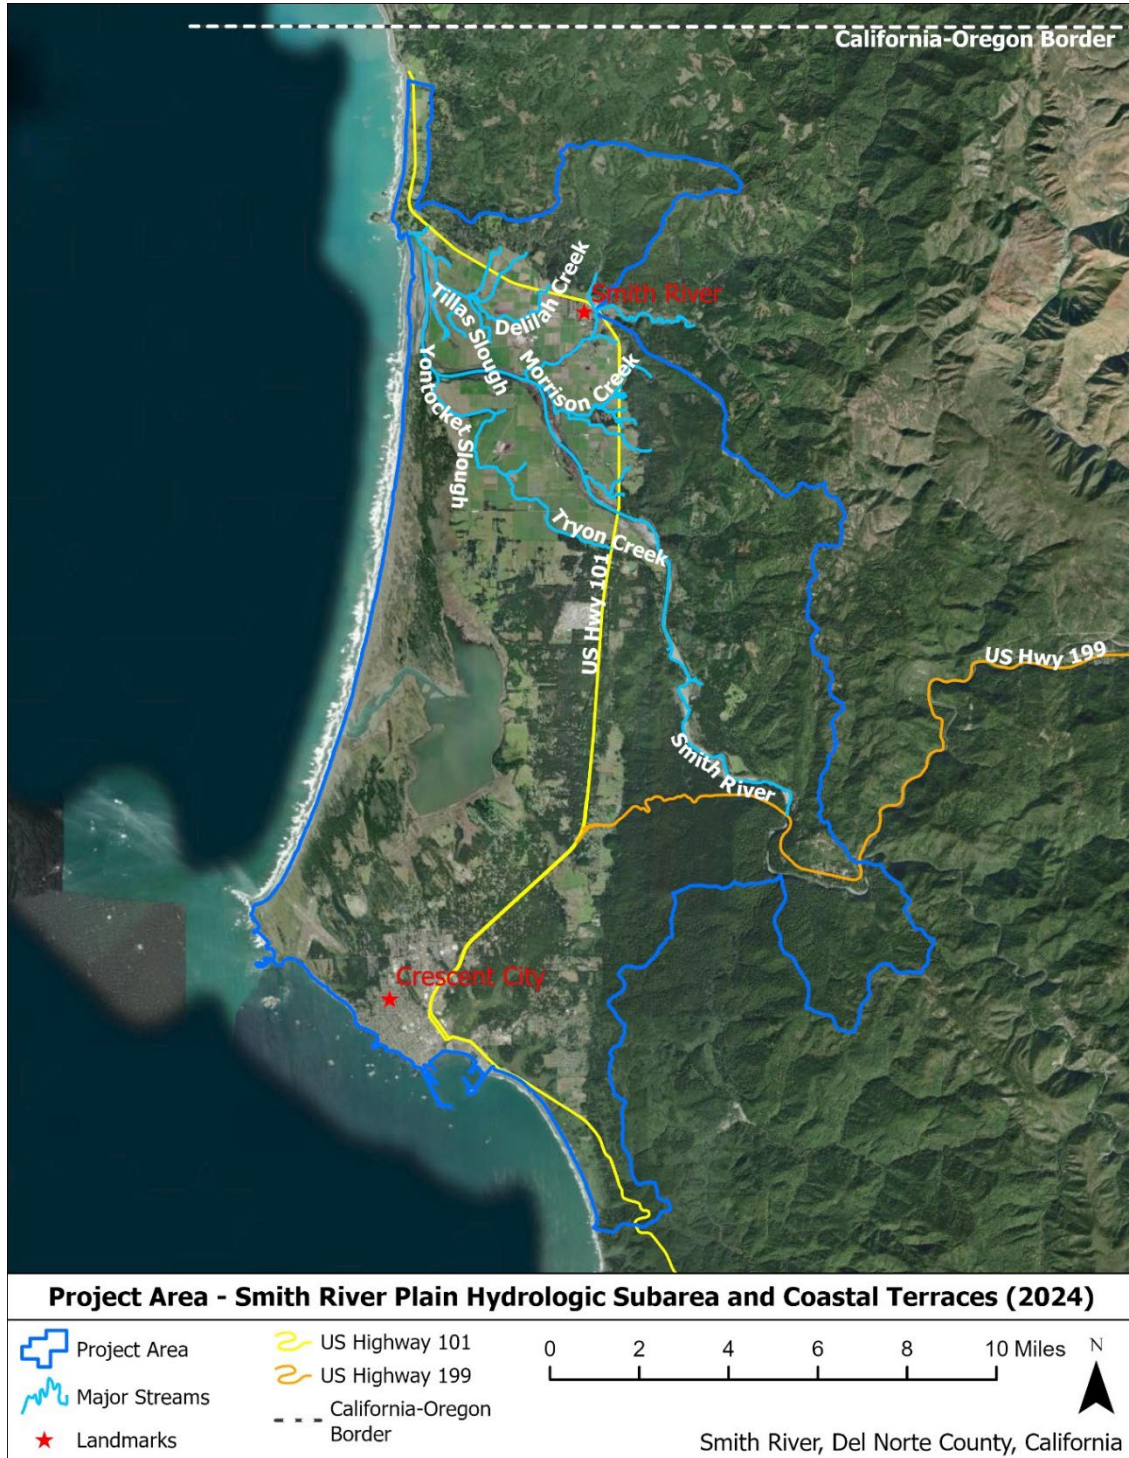 California-Oregon Border
Smith River
Delilah Creek
Tillas Slough
Morrison Creek
Yontocket Slough
Tryon Creek
US Hwy 101
US Hwy 199
Smith River
Crescent City
Project Area - Smith River Plain Hydrologic Subarea and Coastal Terraces (2024)
Project Area
Major Streams
Landmarks
US Highway 101
US Highway 199
California-Oregon
Border
0 2 4 6 8 10 Miles
N
Smith River, Del Norte County, California